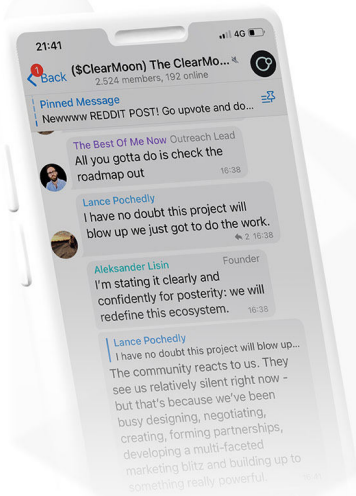 21:41
4G
1
Back
($ClearMoon) The ClearMo...
2.524 members, 192 online
Pinned Message
Newwwww REDDIT POST! Go upvote and do...
The Best Of Me Now Outreach Lead
All you gotta do is check the
roadmap out
16:38
Lance Pochedly
I have no doubt this project will
blow up we just got to do the work.
2 16:38
Aleksander Lisin Founder
I'm stating it clearly and
confidently for posterity: we will
redefine this ecosystem.
16:38
Lance Pochedly
I have no doubt this project will blow up...
The community reacts to us. They
see us relatively silent right now -
but that's because we've been
busy designing, negotiating,
creating, forming partnerships,
developing a multi-faceted
marketing blitz and building up to
something really powerful.